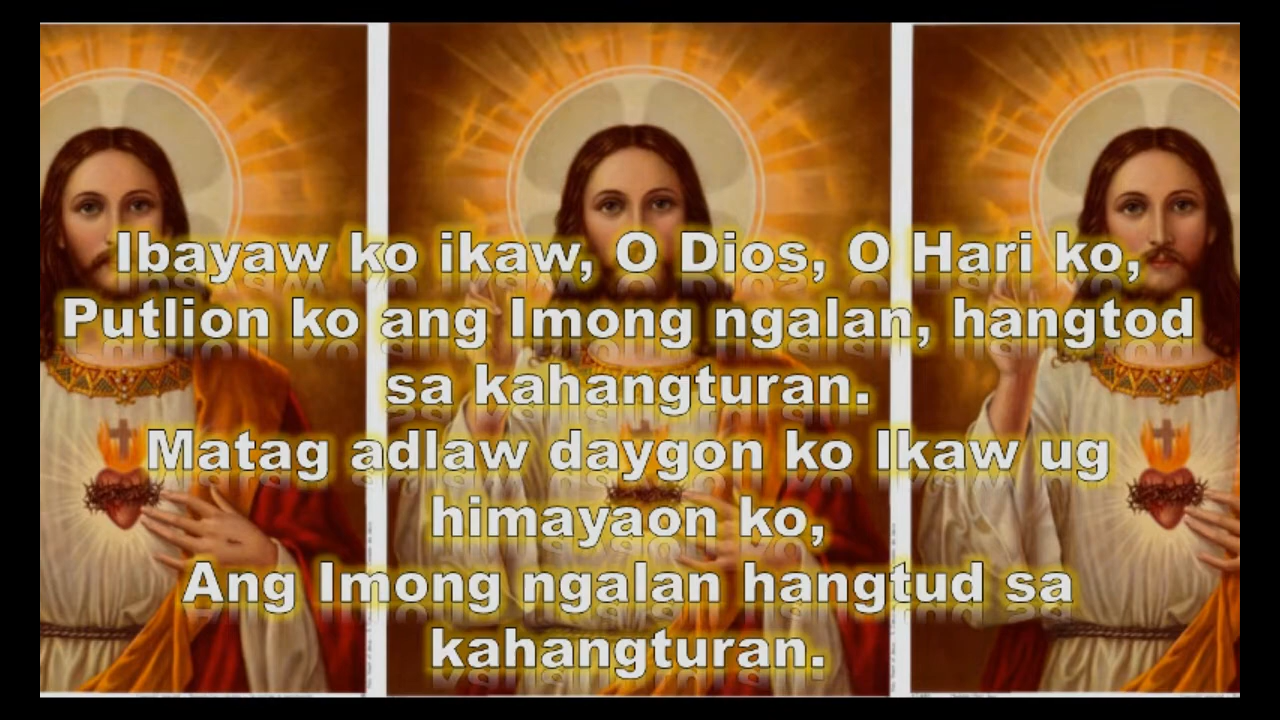 Ibayaw ko ikaw, O Dios, O Hari ko,
Putlion ko ang Imong ngalan, hangtod
sa kahangturan.
Matag adlaw daygon ko Ikaw ug
himayaon ko,
Ang Imong ngalan hangtud sa
kahangturan.